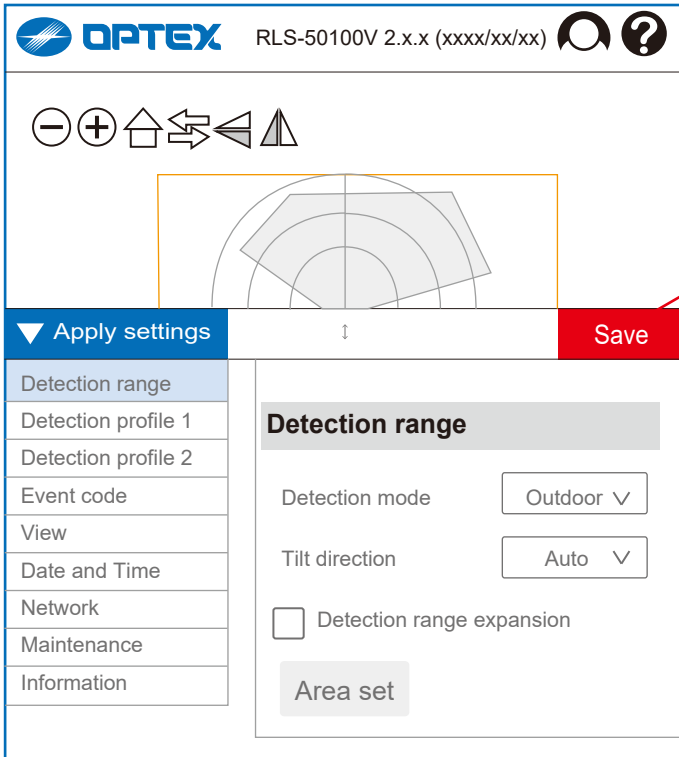 OPTEX RLS-50100V 2.x.x (xxxx/xx/xx) ?
Apply settings
Save
Detection range
Detection profile 1
Detection profile 2
Event code
View
Date and Time
Network
Maintenance
Information
Detection range
Detection mode Outdoor
Tilt direction Auto
Detection range expansion
Area set